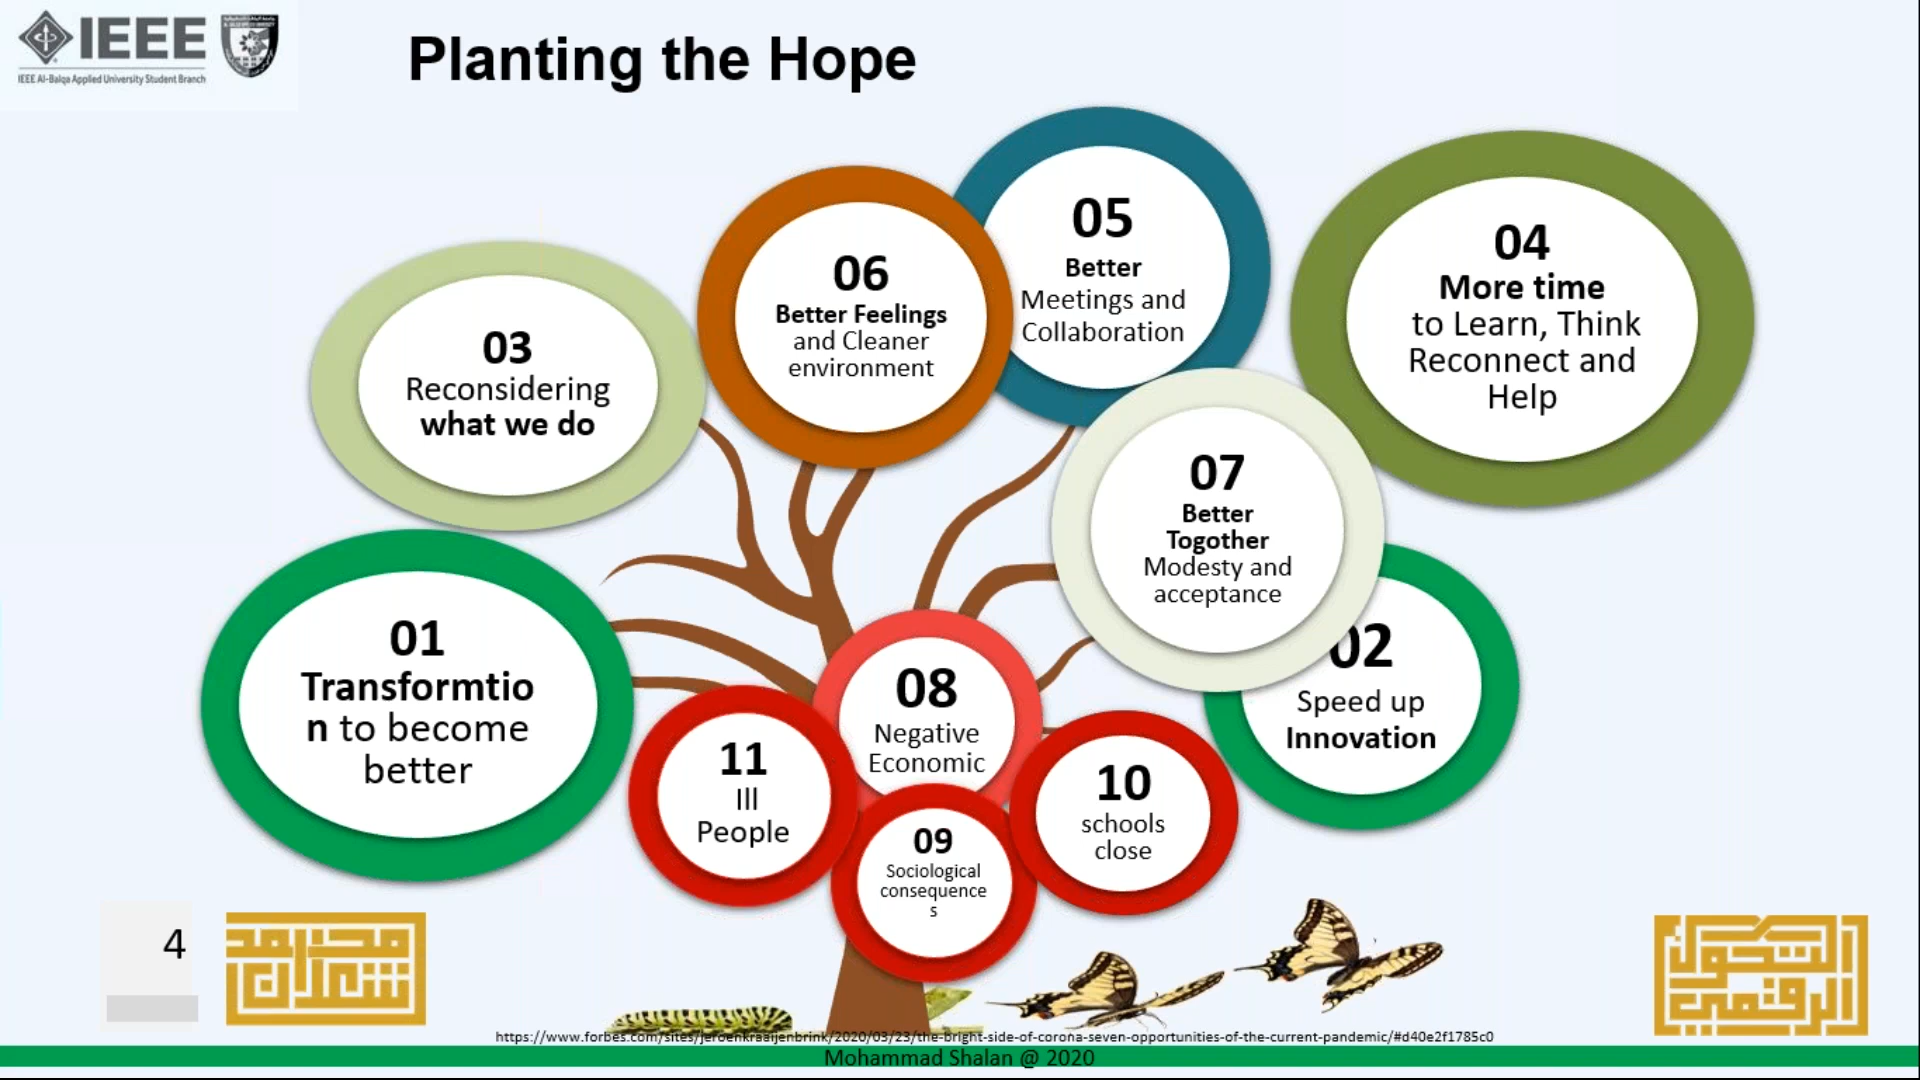 IEEE
IEEE Al-Balqa Applied University Student Branch
Planting the Hope
05
Better
Meetings and
Collaboration
04
More time
to Learn, Think
Reconnect and
Help
06
Better Feelings
and Cleaner
environment
03
Reconsidering
what we do
07
Better
Togother
Modesty and
acceptance
01
Transformtio
n to become
better
02
Speed up
Innovation
08
Negative
Economic
11
Ill
People
10
schools
close
09
Sociological
consequence
s
4
محمد
شعلان
التحول
الرقمي
https://www.forbes.com/sites/jeroenkraaijenbrink/2020/03/23/the-bright-side-of-corona-seven-opportunities-of-the-current-pandemic/#d40e2f1785c0
Mohammad Shalan @ 2020